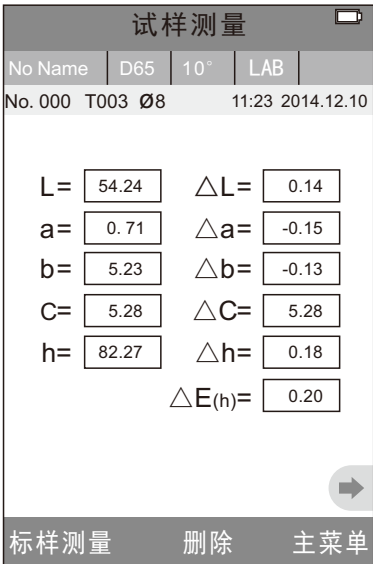 试样测量
No Name D65 10° LAB
No. 000 T003 Ø8 11:23 2014.12.10
L= 54.24 △L= 0.14
a= 0. 71 △a= -0.15
b= 5.23 △b= -0.13
C= 5.28 △C= 5.28
h= 82.27 △h= 0.18
△E(h)= 0.20
标样测量 删除 主菜单